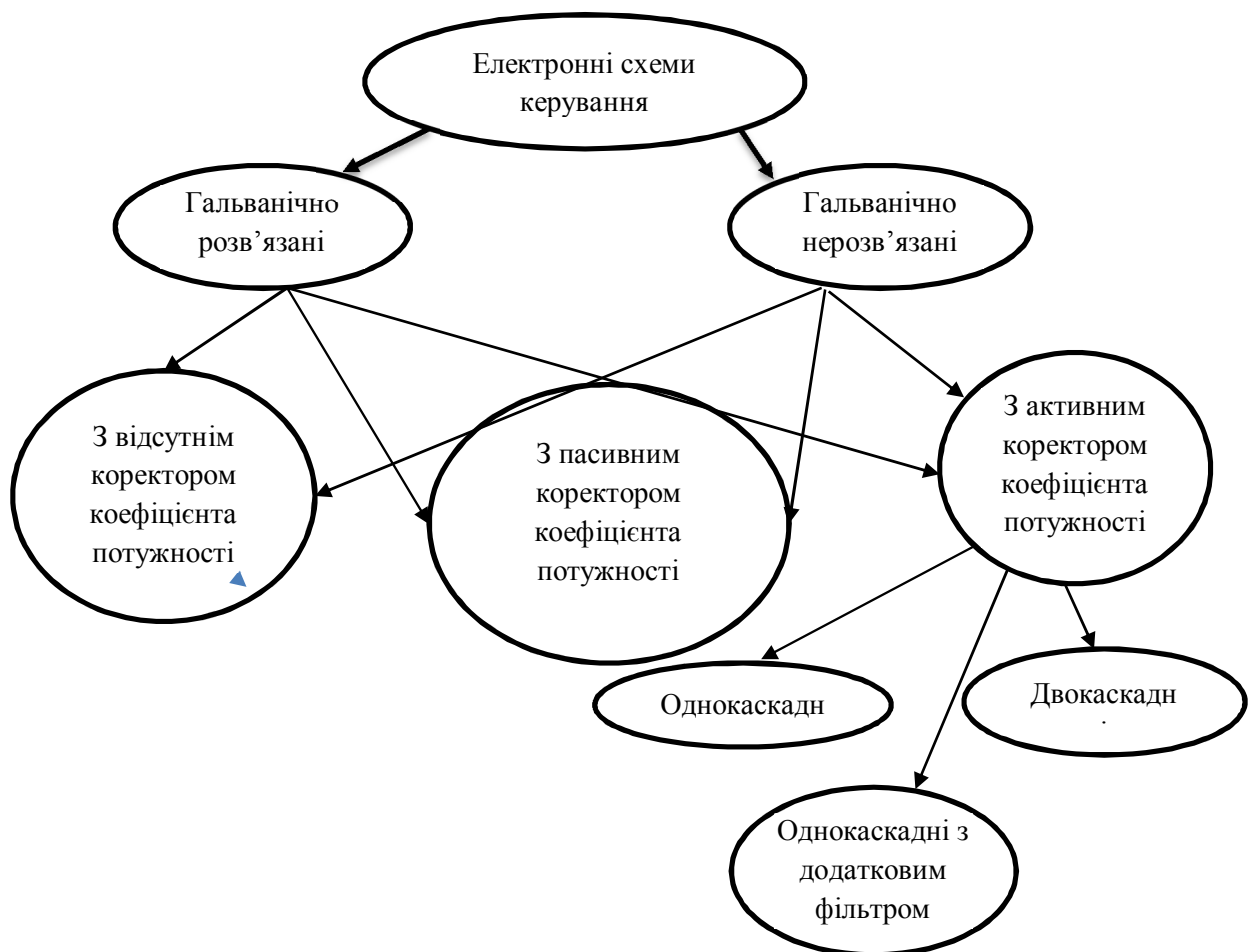 Електронні схеми
керування
Гальванічно
розв’язані
Гальванічно
нерозв’язані
З відсутнім
коректором
коефіцієнта
потужності
З пасивним
коректором
коефіцієнта
потужності
З активним
коректором
коефіцієнта
потужності
Однокаскадн
Двокаскадн
Однокаскадні з
додатковим
фільтром